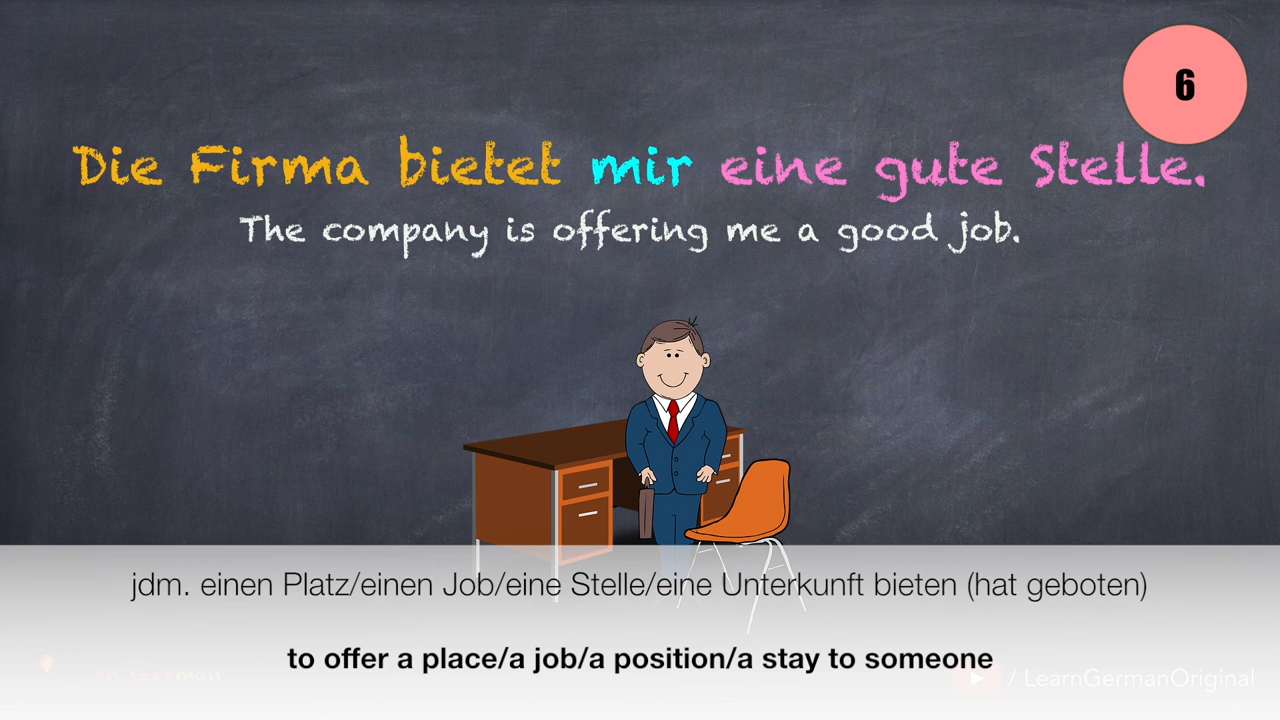 6
Die Firma bietet mir eine gute Stelle.
The company is offering me a good job.
jdm. einen Platz/einen Job/eine Stelle/eine Unterkunft bieten (hat geboten)
to offer a place/a job/a position/a stay to someone
German
/ LearnGermanOriginal